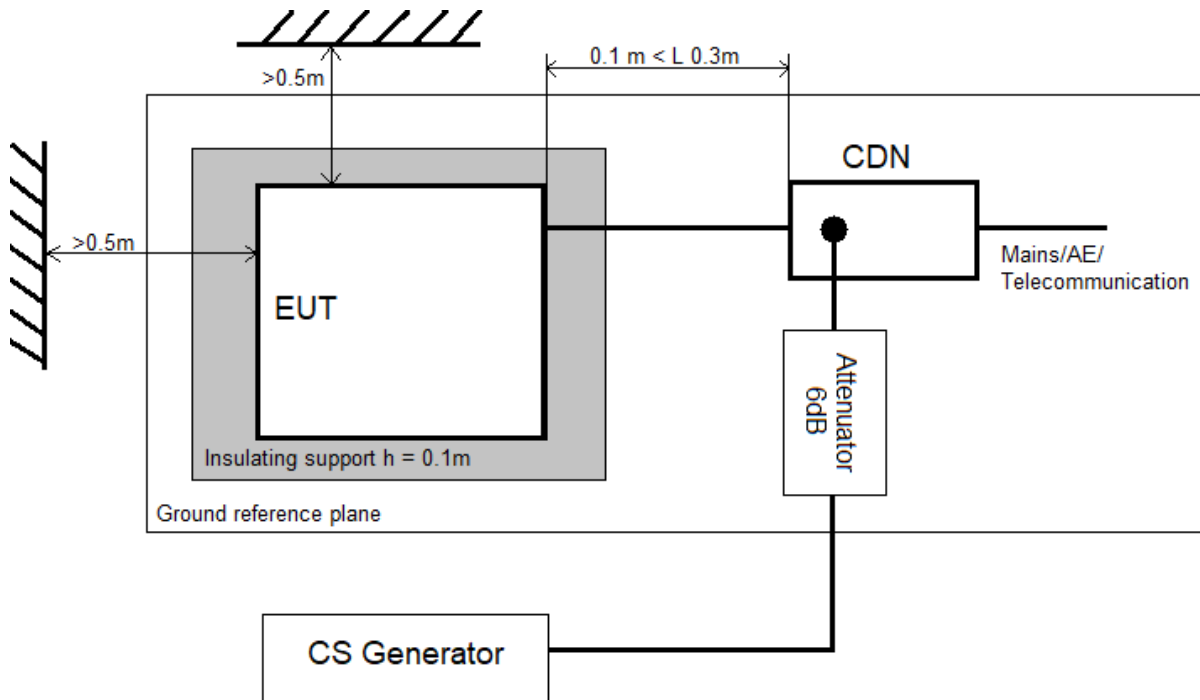 0.1 m < L 0.3m
>0.5m
CDN
>0.5m
Mains/AE/
Telecommunication
EUT
Attenuator
6dB
Insulating support h = 0.1m
Ground reference plane
CS Generator